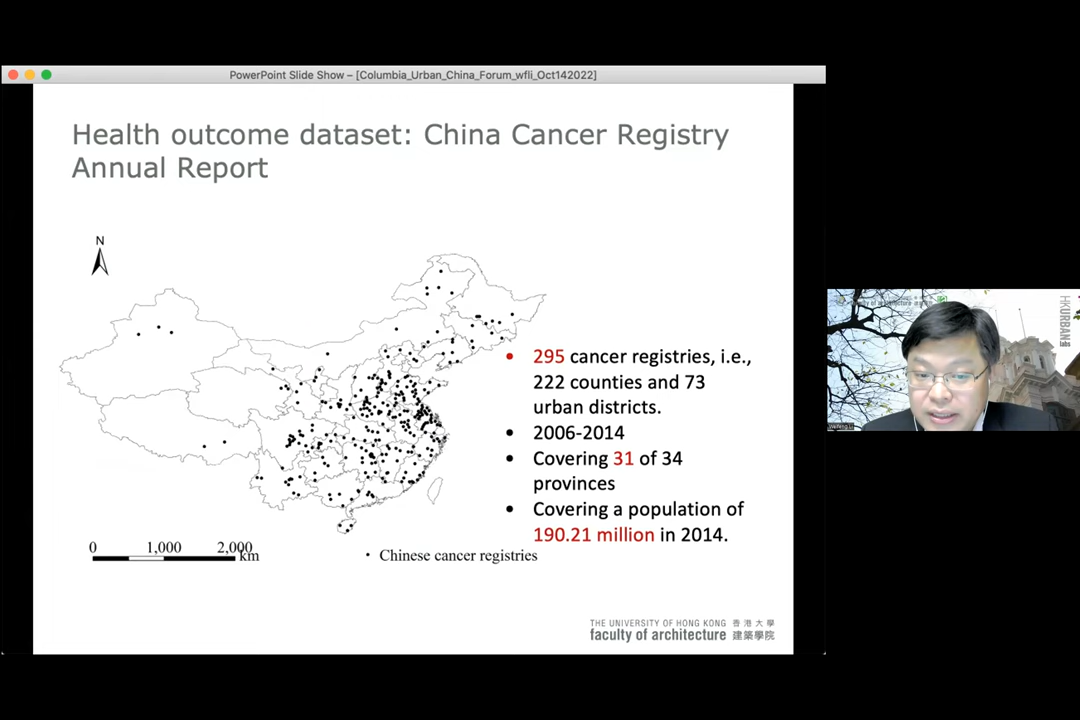 PowerPoint Slide Show – [Columbia_Urban_China_Forum_wfli_Oct142022]
Health outcome dataset: China Cancer Registry
Annual Report
N
• 295 cancer registries, i.e.,
222 counties and 73
urban districts.
• 2006-2014
• Covering 31 of 34
provinces
• Covering a population of
190.21 million in 2014.
0 1,000 2,000
km
• Chinese cancer registries
THE UNIVERSITY OF HONG KONG 香港大學
faculty of architecture 建築學院
HKURBAN
Weifeng Li